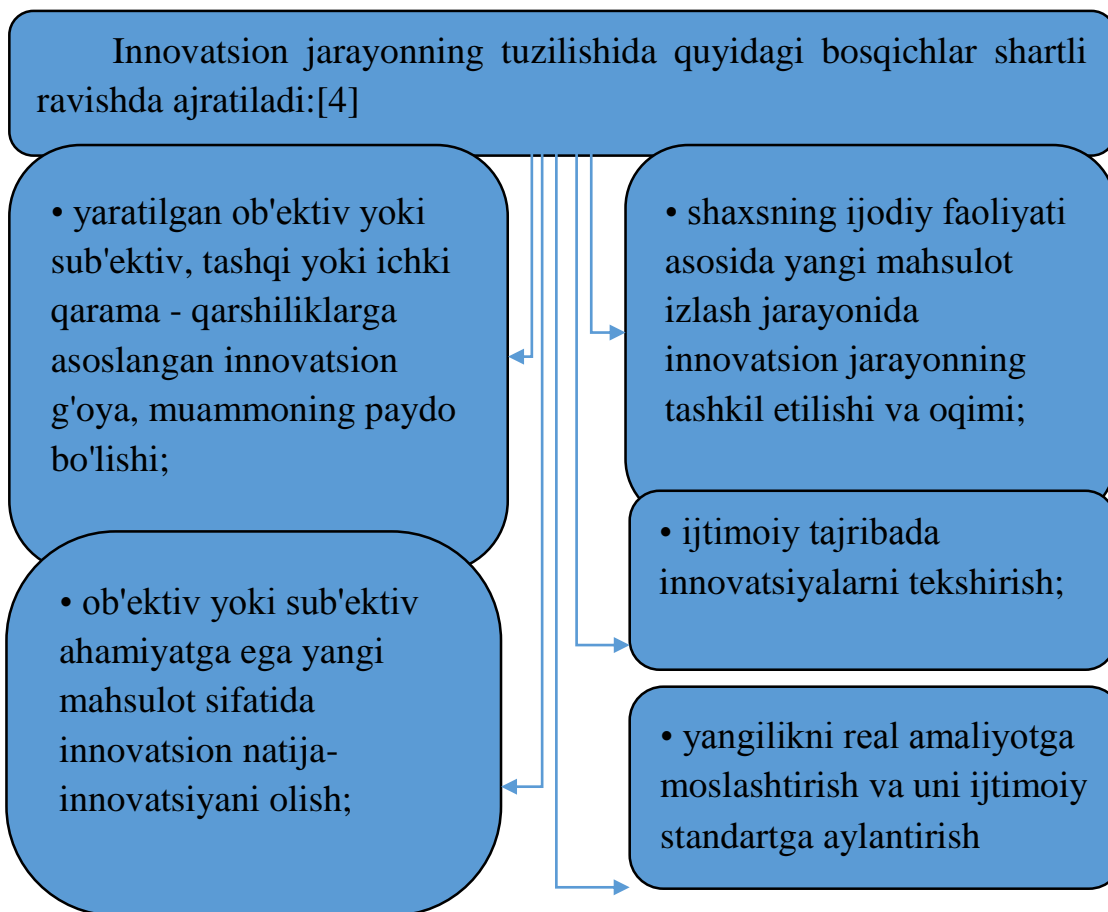 Innovatsion jarayonning tuzilishida quyidagi bosqichlar shartli
ravishda ajratiladi:[4]
• yaratilgan ob'ektiv yoki
sub'ektiv, tashqi yoki ichki
qarama - qarshiliklarga
asoslangan innovatsion
g'oya, muammoning paydo
bo'lishi;
• shaxsning ijodiy faoliyati
asosida yangi mahsulot
izlash jarayonida
innovatsion jarayonning
tashkil etilishi va oqimi;
• ob'ektiv yoki sub'ektiv
ahamiyatga ega yangi
mahsulot sifatida
innovatsion natija-
innovatsiyani olish;
• ijtimoiy tajribada
innovatsiyalarni tekshirish;
• yangilikni real amaliyotga
moslashtirish va uni ijtimoiy
standartga aylantirish